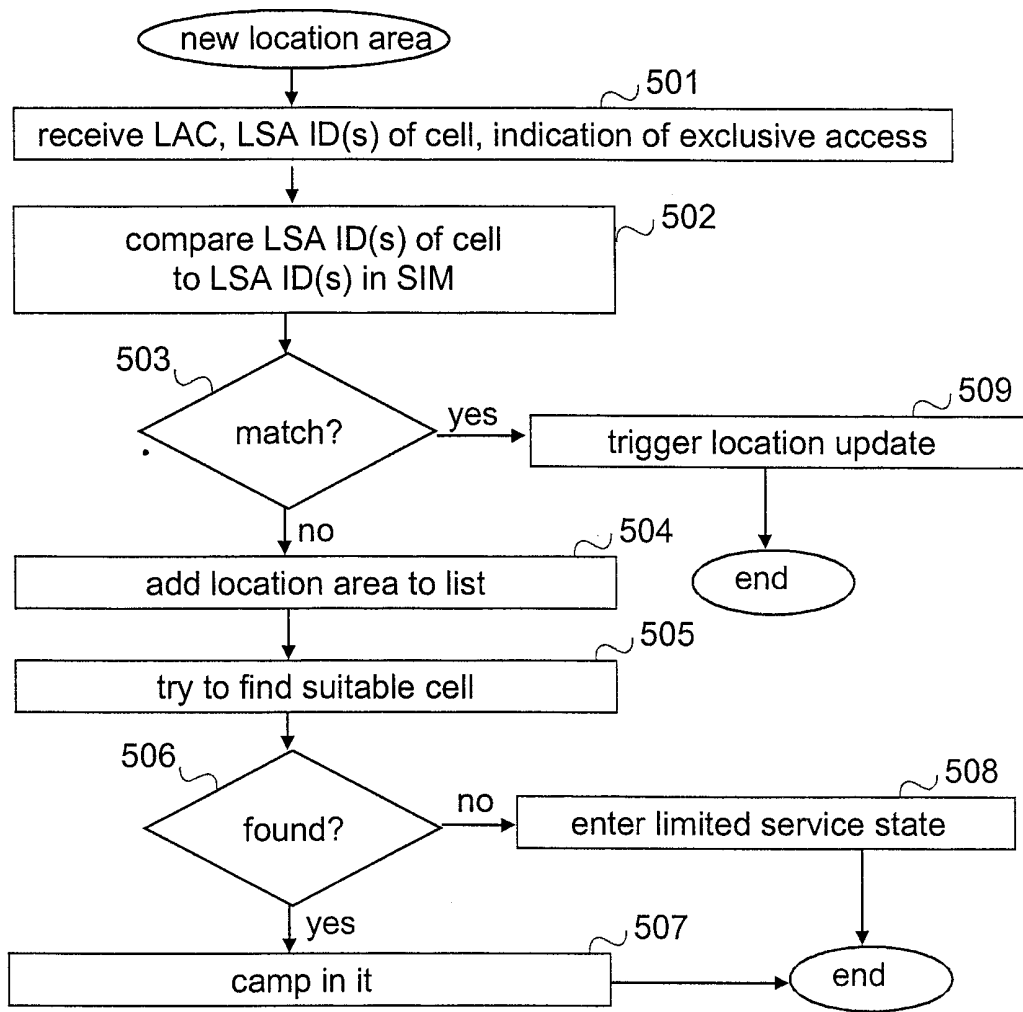 new location area
501
receive LAC, LSA ID(s) of cell, indication of exclusive access
502
compare LSA ID(s) of cell
to LSA ID(s) in SIM
503
match?
yes
509
trigger location update
no
504
end
add location area to list
505
try to find suitable cell
506
found?
no
508
enter limited service state
yes
507
camp in it
end